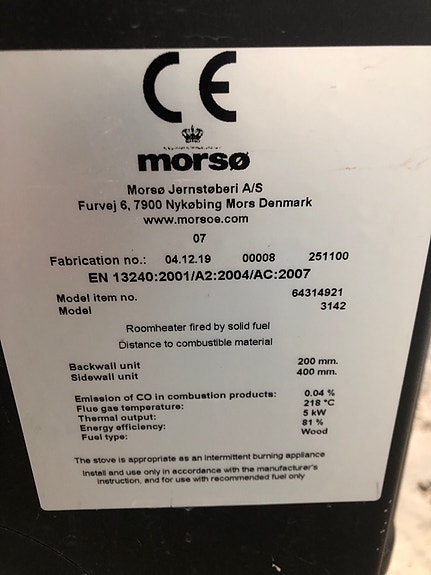 CE
morsø
Morsø Jernstøberi A/S
Furvej 6, 7900 Nykøbing Mors Denmark
www.morsoe.com
07
Fabrication no.: 04.12.19 00008 251100
EN 13240:2001/A2:2004/AC:2007
Model item no. 64314921
Model 3142
Roomheater fired by solid fuel
Distance to combustible material
Backwall unit 200 mm.
Sidewall unit 400 mm.
Emission of CO in combustion products: 0.04 %
Flue gas temperature: 218 °C
Thermal output: 5 kW
Energy efficiency: 81 %
Fuel type: Wood
The stove is appropriate as an intermittent burning appliance
Install and use only in accordance with the manufacturer's
instruction, and for use with recommended fuel only